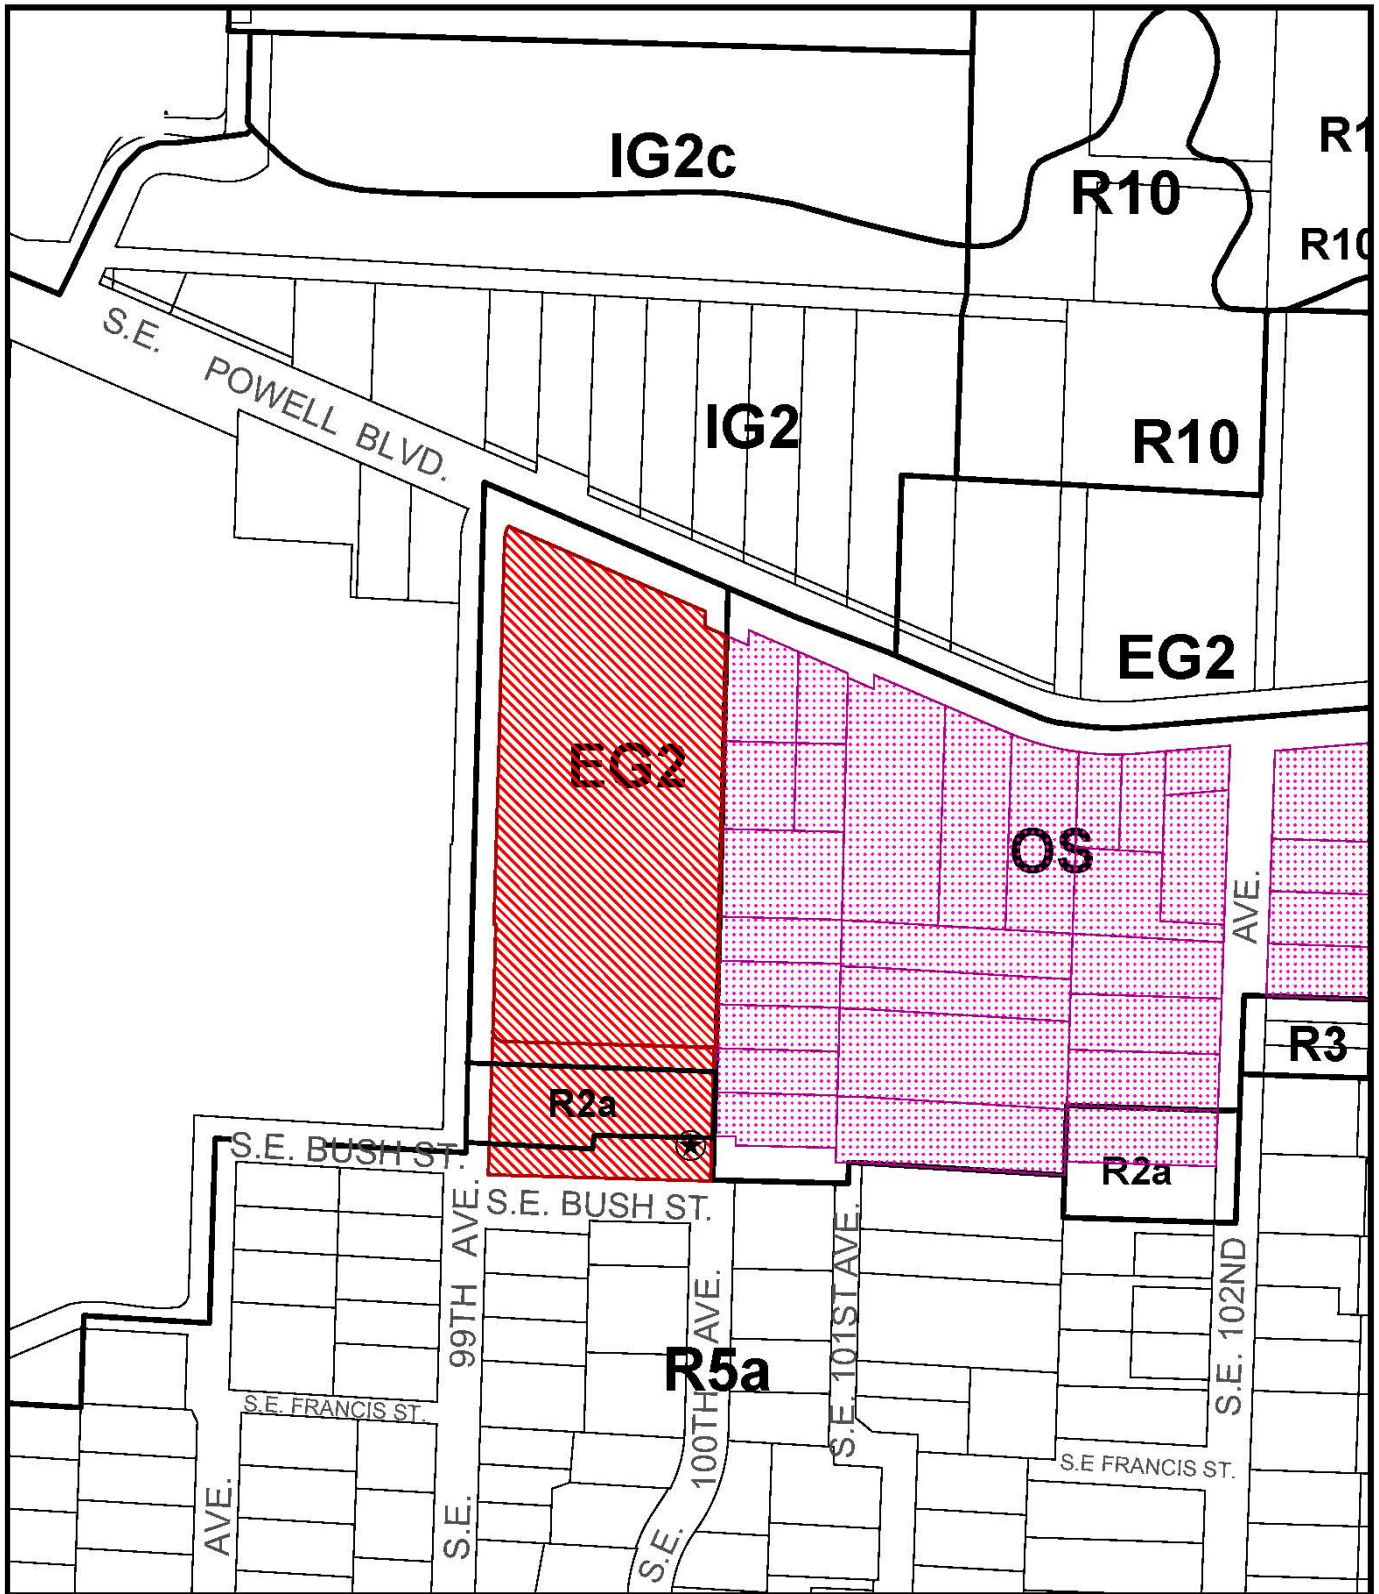 IG2c
R1
R10
R10
S.E. POWELL BLVD.
IG2
R10
EG2
EG2
OS
AVE.
R3
R2a
S.E. BUSH ST.
R2a
S.E. BUSH ST.
99TH AVE.
S.E. 101ST AVE.
S.E. 102ND
100TH AVE.
R5a
S.E. FRANCIS ST.
S.E FRANCIS ST.
AVE.
S.E.
S.E.